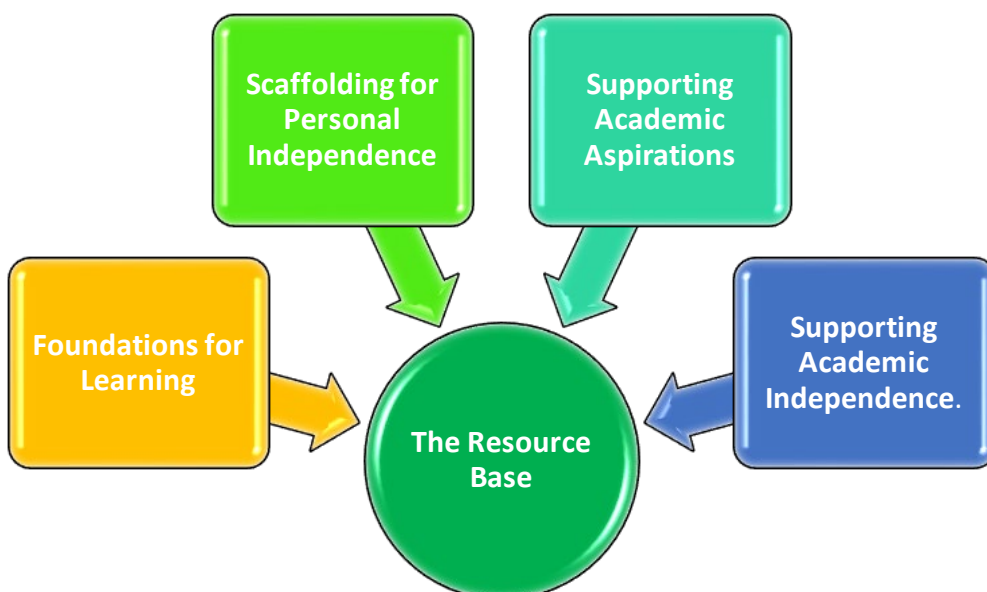 Scaffolding for
Personal
Independence
Supporting
Academic
Aspirations
Foundations for
Learning
Supporting
Academic
Independence.
The Resource
Base